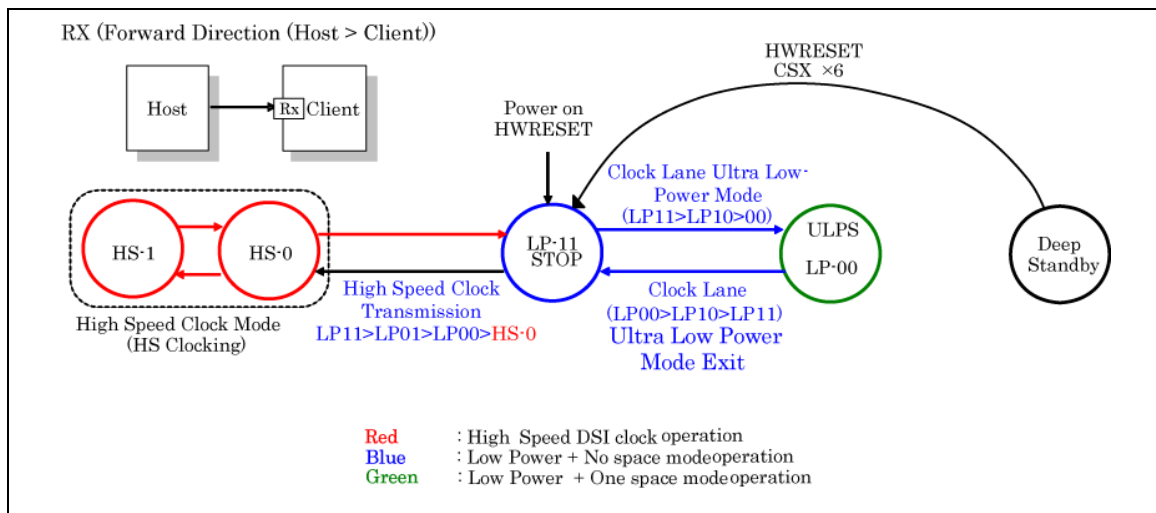 RX (Forward Direction (Host > Client))
HWRESET
CSX ×6
Host
Rx
Client
Power on
HWRESET
Clock Lane Ultra Low-
Power Mode
(LP11>LP10>00)
HS-1
HS-0
LP-11
STOP
ULPS
LP-00
Deep
Standby
High Speed Clock Mode
(HS Clocking)
High Speed Clock
Transmission
LP11>LP01>LP00>HS-0
Clock Lane
(LP00>LP10>LP11)
Ultra Low Power
Mode Exit
Red : High Speed DSI clock operation
Blue : Low Power + No space mode operation
Green : Low Power + One space mode operation